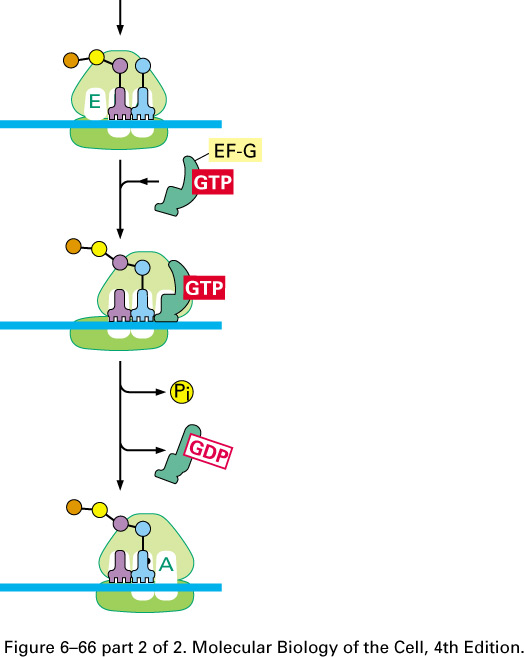 E
EF-G
GTP
GTP
Pi
GDP
A
Figure 6–66 part 2 of 2. Molecular Biology of the Cell, 4th Edition.